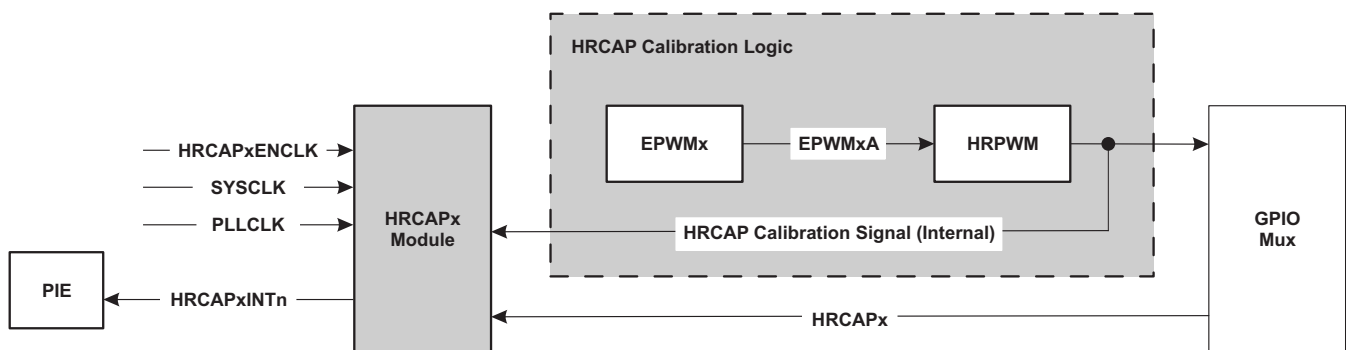 HRCAP Calibration Logic
EPWMx
EPWMxA
HRPWM
HRCAPxENCLK
SYSCLK
PLLCLK
HRCAPx
Module
HRCAP Calibration Signal (Internal)
GPIO
Mux
PIE
HRCAPxINTn
HRCAPx